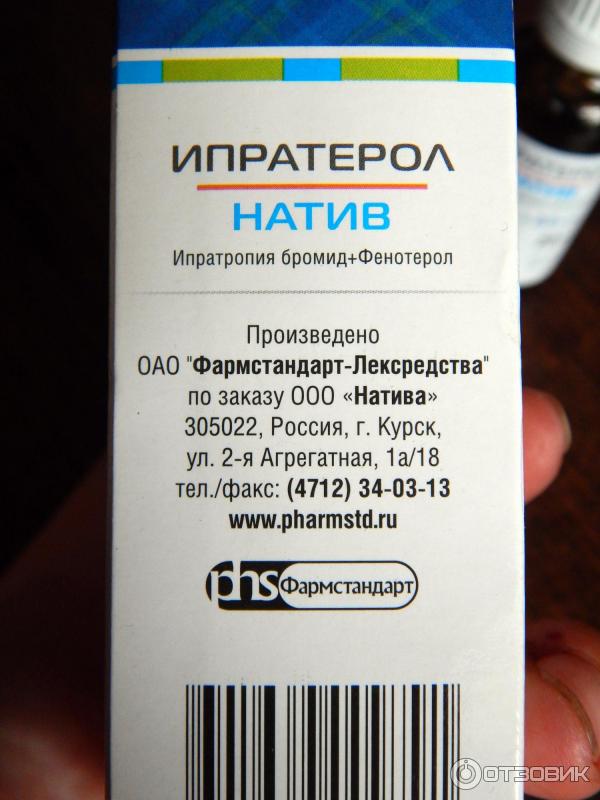 ИПРАТЕРОЛ
НАТИВ
Ипратропия бромид+Фенотерол
Произведено
ОАО "Фармстандарт-Лексредства"
по заказу ООО «Натива»
305022, Россия, г. Курск,
ул. 2-я Агрегатная, 1а/18
тел./факс: (4712) 34-03-13
www.pharmstd.ru
phs Фармстандарт
ОТЗОВИК